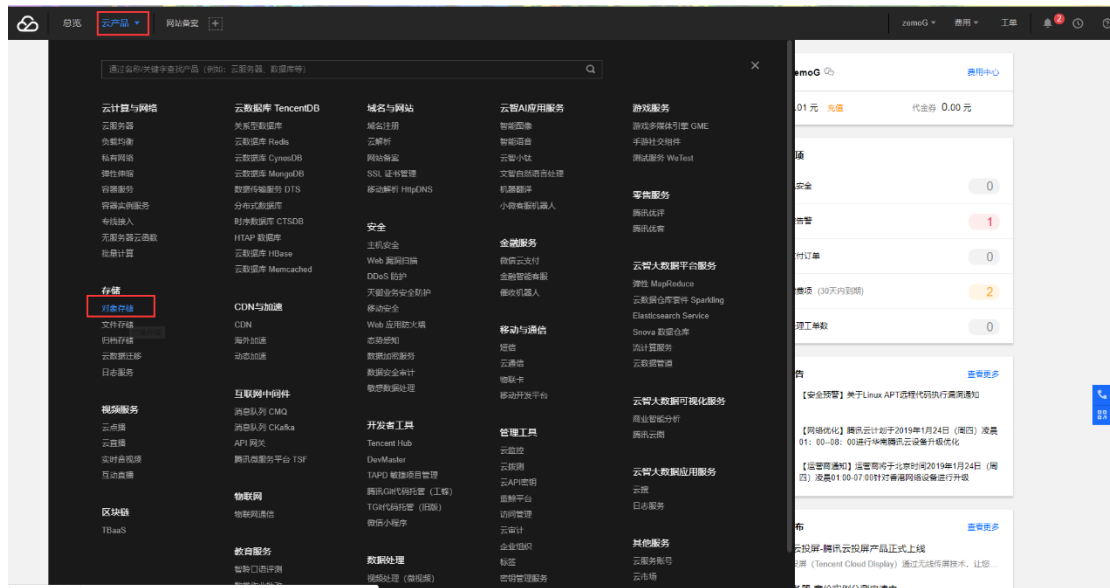 总览 云产品 网站备案 zemoG 费用 工单 2
通过名称/关键字查找产品（例如：云服务器、数据库等）
云计算与网络
云服务器
负载均衡
私有网络
弹性伸缩
容器服务
容器实例服务
专线接入
无服务器云函数
批量计算
存储
对象存储
文件存储
归档存储
云数据迁移
日志服务
视频服务
云点播
云直播
实时音视频
互动直播
区块链
TBaaS
云数据库 TencentDB
关系型数据库
云数据库 Redis
云数据库 CynosDB
云数据库 MongoDB
数据传输服务 DTS
分布式数据库
时序数据库 CTSDB
HTAP 数据库
云数据库 HBase
云数据库 Memcached
CDN与加速
CDN
海外加速
动态加速
互联网中间件
消息队列 CMQ
消息队列 CKafka
API 网关
腾讯微服务平台 TSF
物联网
物联网通信
教育服务
智聆口语评测
域名与网站
域名注册
云解析
网站备案
SSL 证书管理
移动解析 HttpDNS
安全
主机安全
Web 漏洞扫描
DDoS 防护
天御业务安全防护
移动安全
Web 应用防火墙
态势感知
数据加密服务
数据安全审计
敏感数据处理
开发者工具
Tencent Hub
DevMaster
TAPD 敏捷项目管理
腾讯Git代码托管（工蜂）
TGit代码托管（旧版）
微信小程序
数据处理
视频处理（微视频）
云智AI应用服务
智能图像
智能语音
云智小钛
文智自然语言处理
机器翻译
小微客服机器人
金融服务
微信云支付
金融智能客服
催收机器人
移动与通信
短信
云通信
物联卡
移动开发平台
管理工具
云监控
云拨测
云API密钥
雷鲸平台
访问管理
云审计
企业组织
标签
密钥管理服务
游戏服务
游戏多媒体引擎 GME
手游社交组件
测试服务 WeTest
零售服务
腾讯优评
腾讯优客
云智大数据平台服务
弹性 MapReduce
云数据仓库套件 Sparkling
Elasticsearch Service
Snova 数据仓库
流计算服务
云数据管道
云智大数据可视化服务
商业智能分析
腾讯云图
云智大数据应用服务
云搜
日志服务
其他服务
云服务账号
云市场
emoG 费用中心
.01 元 充值 代金券 0.00 元
项
安全 0
告警 1
付订单 0
费项（30天内到期） 2
理工单数 0
告 查看更多
【安全预警】关于Linux APT远程代码执行漏洞通知
【网络优化】腾讯云计划于2019年1月24日（周四）凌晨
01：00--08：00进行华南腾讯云设备升级优化
【运营商通知】运营商将于北京时间2019年1月24日（周
四）凌晨01:00-07:00针对香港网络设备进行升级
布 查看更多
云投屏-腾讯云投屏产品正式上线
屏（Tencent Cloud Display）通过无线传屏技术，让您...